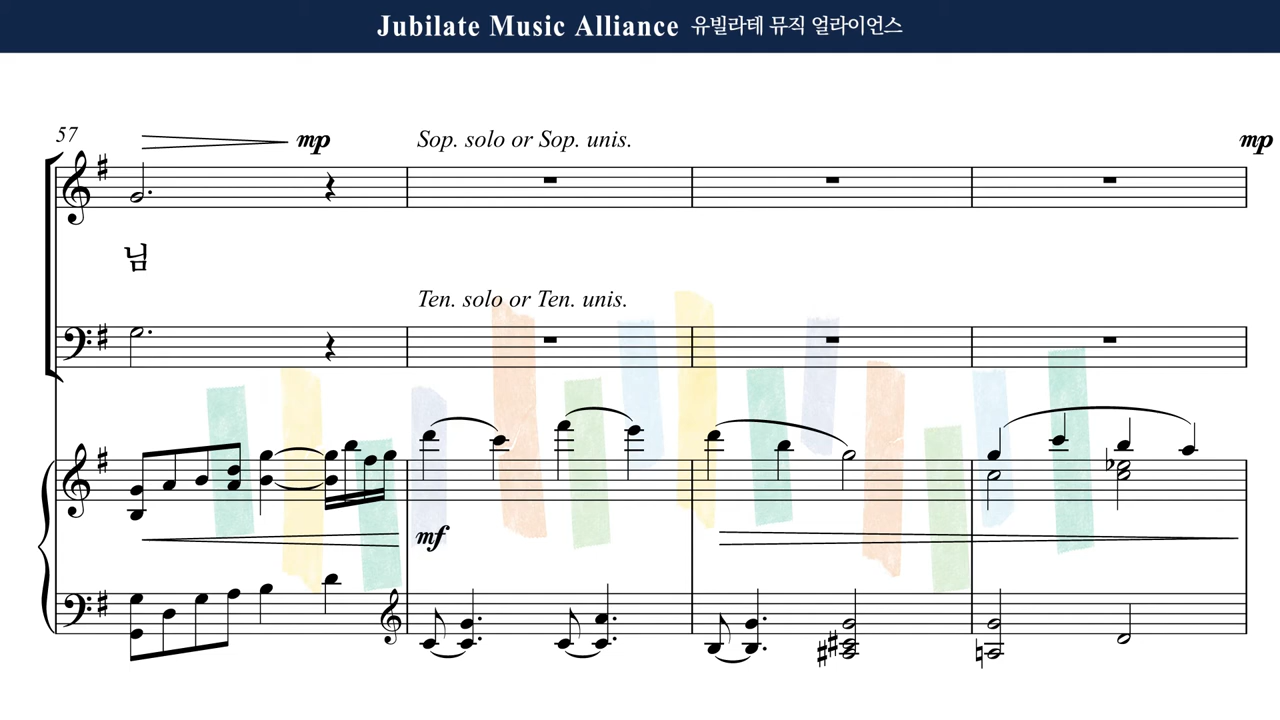 Jubilate Music Alliance 유빌라테 뮤직 얼라이언스
57
mp
Sop. solo or Sop. unis.
mp
님
Ten. solo or Ten. unis.
mf